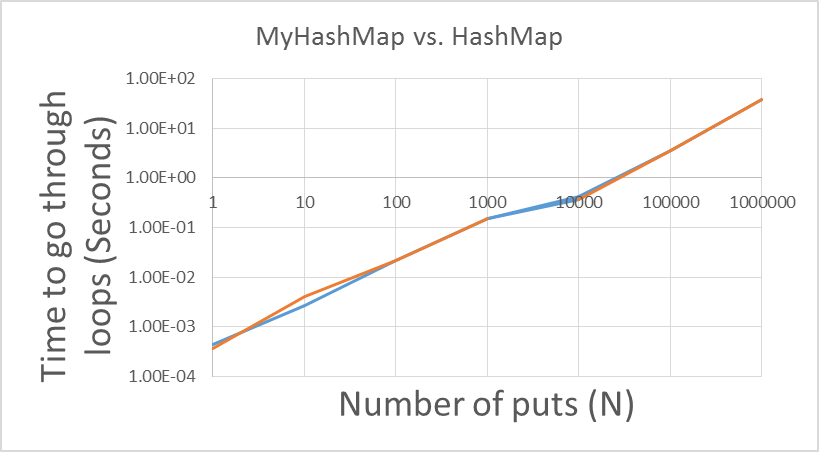 MyHashMap vs. HashMap
Time to go through
loops (Seconds)
1.00E+02
1.00E+01
1.00E+00
1.00E-01
1.00E-02
1.00E-03
1.00E-04
1 10 100 1000 10000 100000 1000000
Number of puts (N)